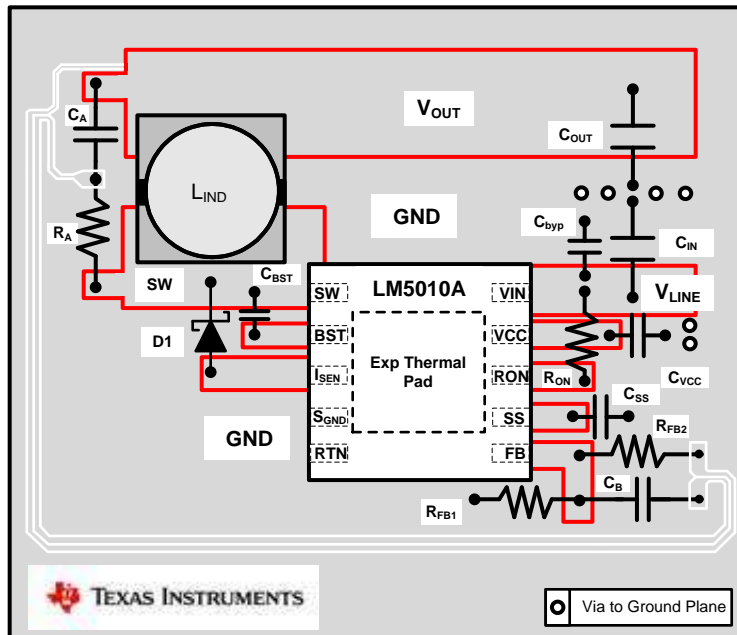 VOUT
CA
COUT
LIND
GND
RA
Cbyp
CIN
SW
CBST
VLINE
LM5010A
SW
VIN
D1
BST
VCC
Exp Thermal
Pad
ISEN
RON
RON
CVCC
CSS
GND
SGND
SS
RFB2
RTN
FB
CB
RFB1
TEXAS INSTRUMENTS
Via to Ground Plane